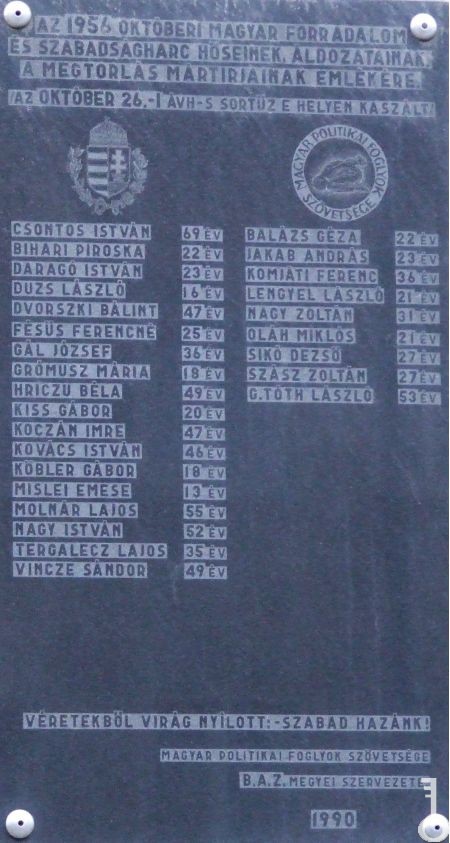 AZ 1956 OKTÓBERI MAGYAR FORRADALOM
ÉS SZABADSÁGHARC HŐSEINEK, ÁLDOZATAINAK,
A MEGTORLÁS MÁRTIRJAINAK EMLÉKÉRE.
(AZ OKTÓBER 26.-I ÁVH-S SORTŰZ E HELYEN KASZÁLT)
MAGYAR POLITIKAI FOGLYOK SZÖVETSÉGE
CSONTOS ISTVÁN 69 ÉV
BIHARI PIROSKA 22 ÉV
DARAGÓ ISTVÁN 23 ÉV
DUZS LÁSZLÓ 16 ÉV
DVORSZKI BÁLINT 47 ÉV
FÉSÜS FERENCNÉ 25 ÉV
GÁL JÓZSEF 36 ÉV
GRÓMUSZ MÁRIA 18 ÉV
HRICZU BÉLA 49 ÉV
KISS GÁBOR 20 ÉV
KOCZÁN IMRE 47 ÉV
KOVÁCS ISTVÁN 46 ÉV
KÖBLER GÁBOR 18 ÉV
MISLEI EMESE 13 ÉV
MOLNÁR LAJOS 55 ÉV
NAGY ISTVÁN 52 ÉV
TERGALECZ LAJOS 35 ÉV
VINCZE SÁNDOR 49 ÉV
BALÁZS GÉZA 22 ÉV
JAKAB ANDRÁS 23 ÉV
KOMJÁTI FERENC 36 ÉV
LENGYEL LÁSZLÓ 21 ÉV
NAGY ZOLTÁN 31 ÉV
OLÁH MIKLÓS 21 ÉV
SIKÓ DEZSŐ 27 ÉV
SZÁSZ ZOLTÁN 27 ÉV
G.TÓTH LÁSZLÓ 53 ÉV
VÉRETEKBŐL VIRÁG NYÍLOTT:-SZABAD HAZÁNK!
MAGYAR POLITIKAI FOGLYOK SZÖVETSÉGE
B.A.Z. MEGYEI SZERVEZETE
1990